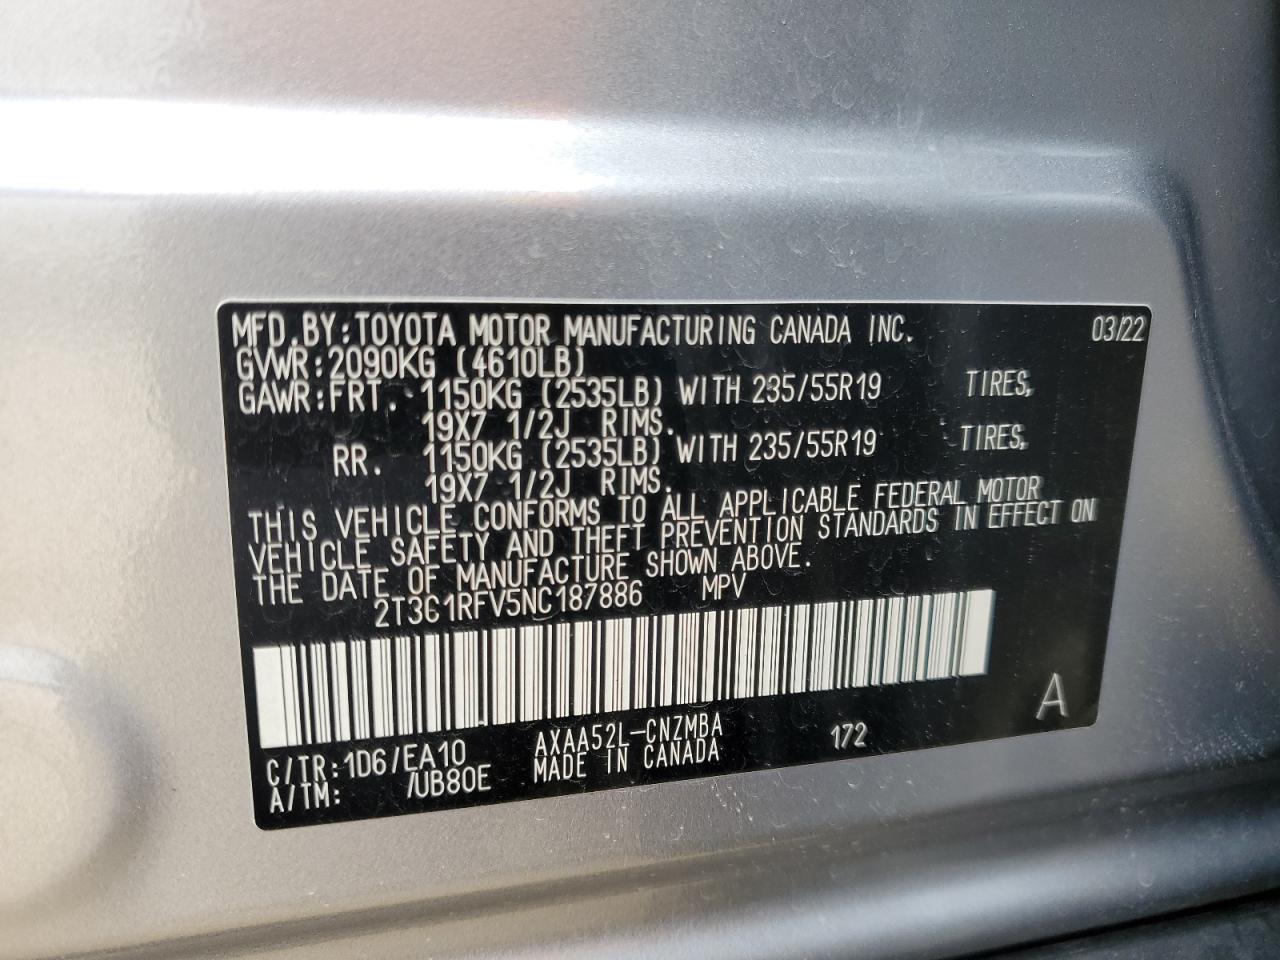 MFD.BY:TOYOTA MOTOR MANUFACTURING CANADA INC. 03/22
GVWR:2090KG (4610LB)
GAWR:FRT. 1150KG (2535LB) WITH 235/55R19 TIRES,
19X7 1/2J RIMS.
RR. 1150KG (2535LB) WITH 235/55R19 TIRES,
19X7 1/2J RIMS.
THIS VEHICLE CONFORMS TO ALL APPLICABLE FEDERAL MOTOR
VEHICLE SAFETY AND THEFT PREVENTION STANDARDS IN EFFECT ON
THE DATE OF MANUFACTURE SHOWN ABOVE.
2T3G1RFV5NC187886 MPV
A
C/TR:1D6/EA10 AXAA52L-CNZMBA 172
A/TM: /UB80E MADE IN CANADA